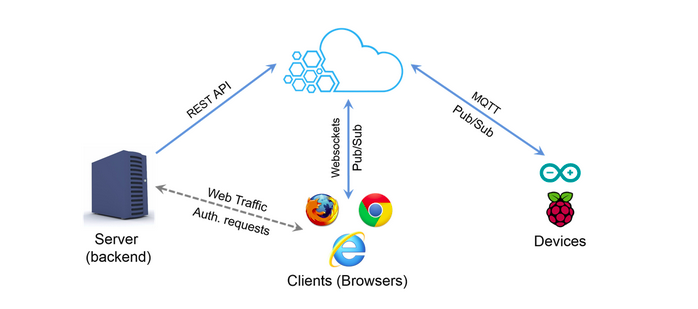 REST API
Websockets
Pub/Sub
MQTT
Pub/Sub
Web Traffic
Auth. requests
Server
(backend)
Clients (Browsers)
Devices